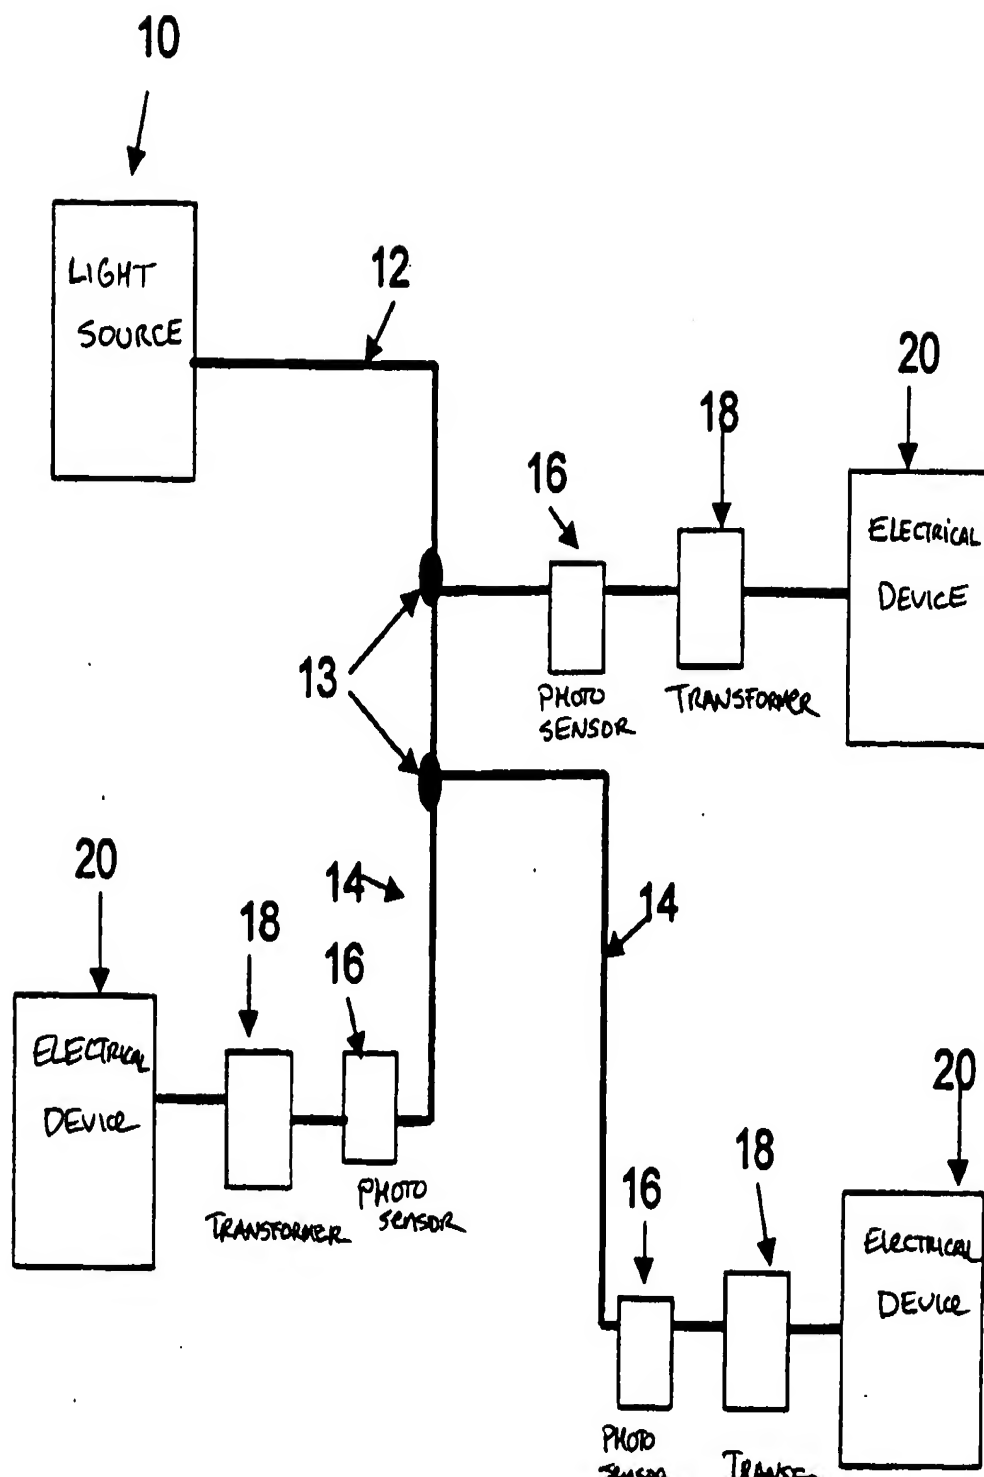 10
LIGHT
SOURCE
12
20
18
16
ELECTRICAL
DEVICE
13
PHOTO
SENSOR
TRANSFORMER
20
14
18
14
16
ELECTRICAL
DEVICE
20
PHOTO
SENSOR
TRANSFORMER
18
16
ELECTRICAL
DEVICE
PHOTO